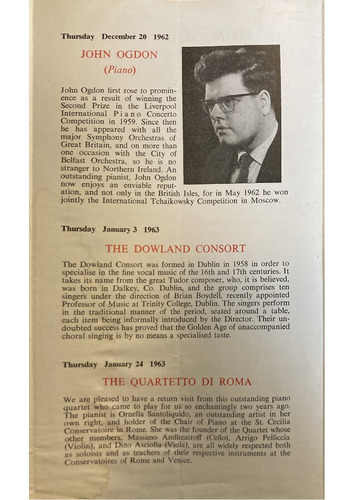 Thursday December 20 1962
JOHN OGDON
(Piano)
John Ogdon first rose to promin-
ence as a result of winning the
Second Prize in the Liverpool
International Piano Concerto
Competition in 1959. Since then
he has appeared with all the
major Symphony Orchestras of
Great Britain, and on more than
one occasion with the City of
Belfast Orchestra, so he is no
stranger to Northern Ireland. An
outstanding pianist, John Ogdon
now enjoys an enviable reput-
ation, and not only in the British Isles, for in May 1962 he won
jointly the International Tchaikowsky Competition in Moscow.
Thursday January 3 1963
THE DOWLAND CONSORT
The Dowland Consort was formed in Dublin in 1958 in order to
specialise in the fine vocal music of the 16th and 17th centuries. It
takes its name from the great Tudor composer, who, it is believed,
was born in Dalkey, Co. Dublin, and the group comprises ten
singers under the direction of Brian Boydell, recently appointed
Professor of Music at Trinity College, Dublin. The singers perform
in the traditional manner of the period, seated around a table,
each item being informally introduced by the Director. Their un-
doubted success has proved that the Golden Age of unaccompanied
choral singing is by no means a specialised taste.
Thursday January 24 1963
THE QUARTETTO DI ROMA
We are pleased to have a return visit from this outstanding piano
quartet who came to play for us so enchantingly two years ago.
The pianist is Ornella Santoliquido, an outstanding artist in her
own right, and holder of the Chair of Piano at the St. Cecilia
Conservatoire in Rome. She was the founder of the Quartet whose
other members, Massimo Amfitheatroff (Cello), Arrigo Pelliccia
(Violin), and Dino Asciolla (Viola), are all widely respected both
as soloists and as teachers of their respective instruments at the
Conservatoires of Rome and Venice.